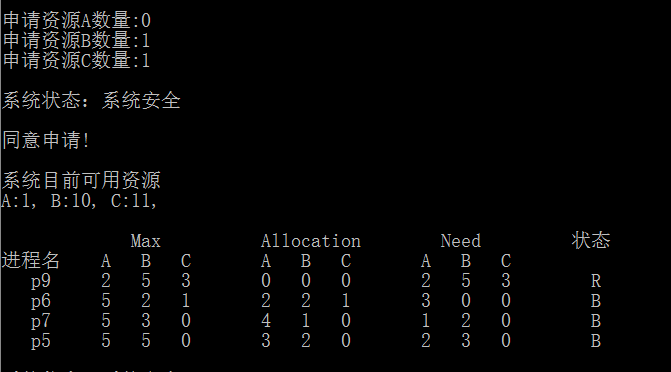 申请资源A数量:0
申请资源B数量:1
申请资源C数量:1
系统状态: 系统安全
同意申请!
系统目前可用资源
A:1, B:10, C:11,
Max Allocation Need 状态
进程名 A B C A B C A B C
p9 2 5 3 0 0 0 2 5 3 R
p6 5 2 1 2 2 1 3 0 0 B
p7 5 3 0 4 1 0 1 2 0 B
p5 5 5 0 3 2 0 2 3 0 B